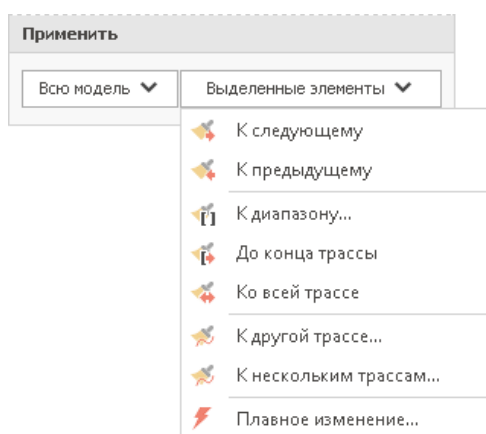 Применить
Всю модель Выделенные элементы
К следующему
К предыдущему
К диапазону...
До конца трассы
Ко всей трассе
К другой трассе...
К нескольким трассам...
Плавное изменение...